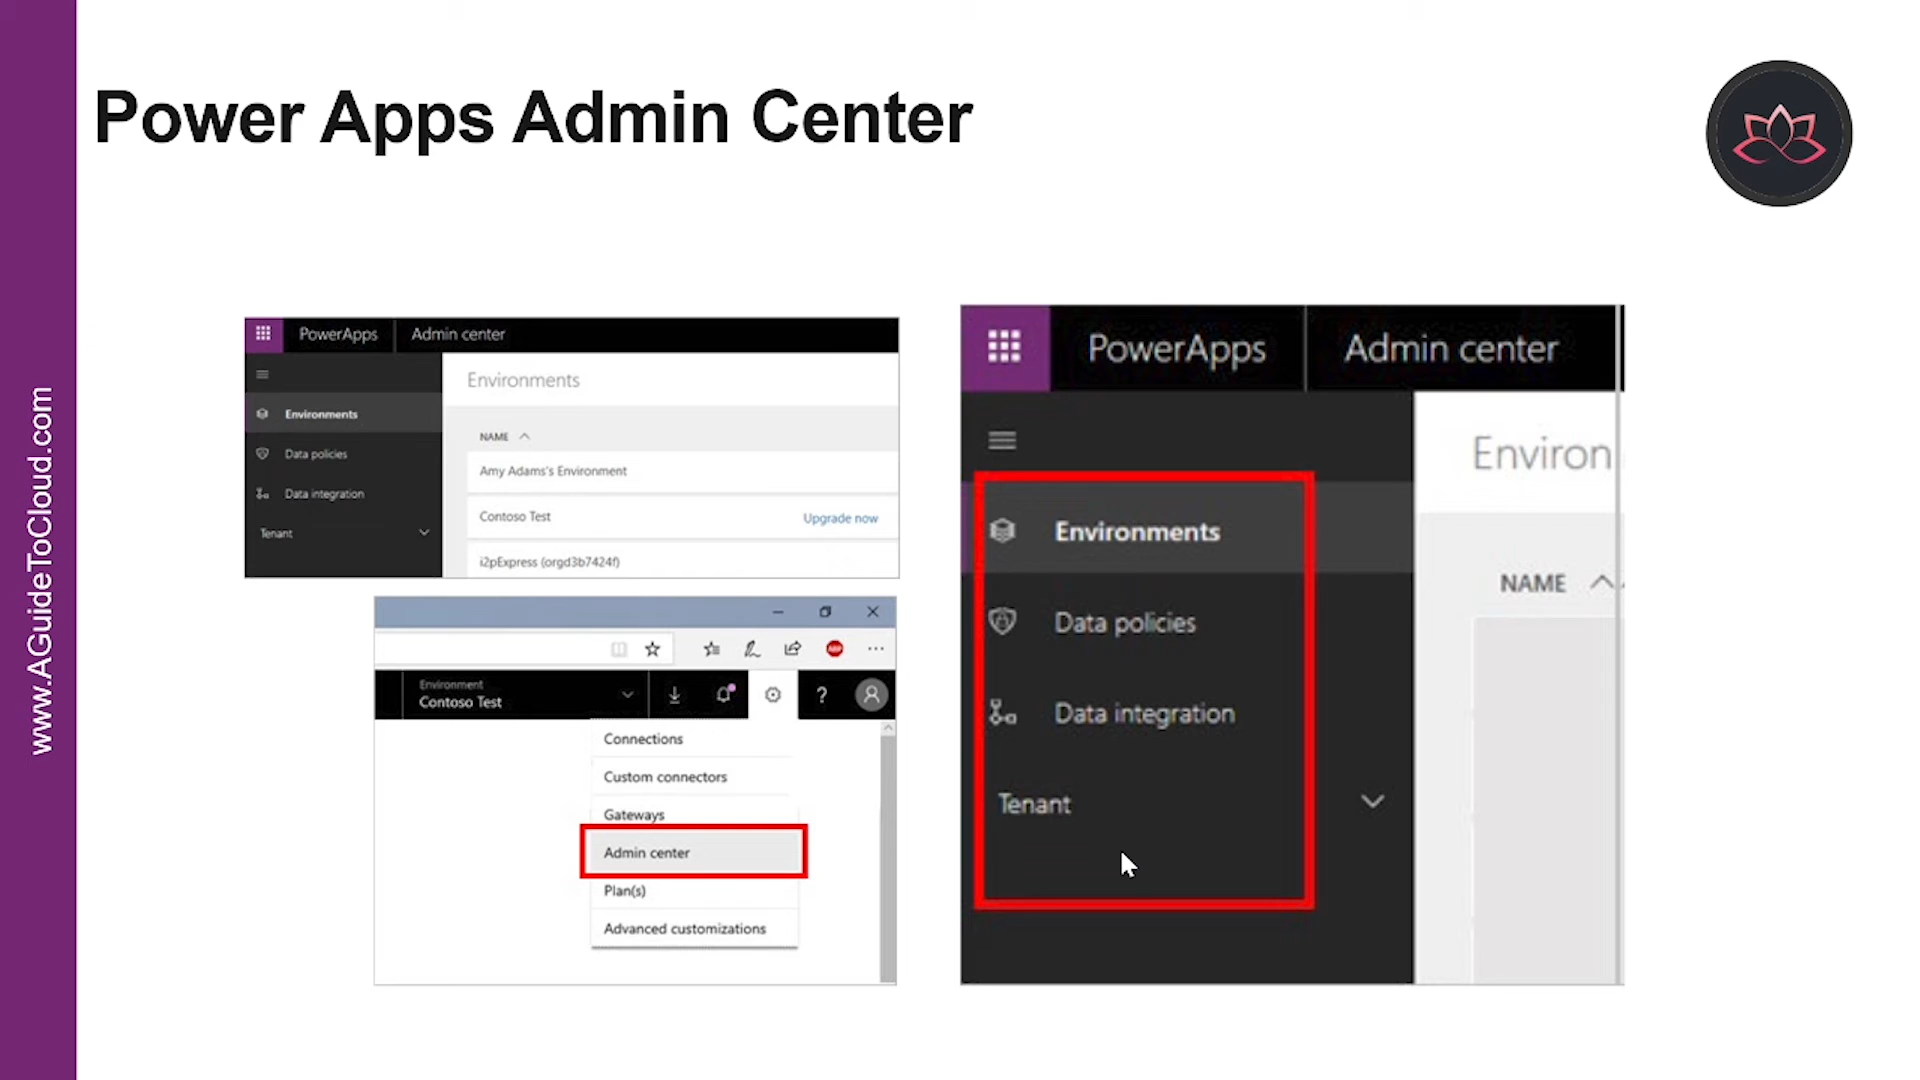 Power Apps Admin Center
www.AGuideToCloud.com
PowerApps
Admin center
Environments
Data policies
Data integration
Tenant
Environments
NAME
Amy Adams's Environment
Contoso Test
Upgrade now
i2pExpress (orgd3b7424f)
ABP
Environment
Contoso Test
?
Connections
Custom connectors
Gateways
Admin center
Plan(s)
Advanced customizations
PowerApps
Admin center
Environments
Data policies
Data integration
Tenant
Environ
NAME